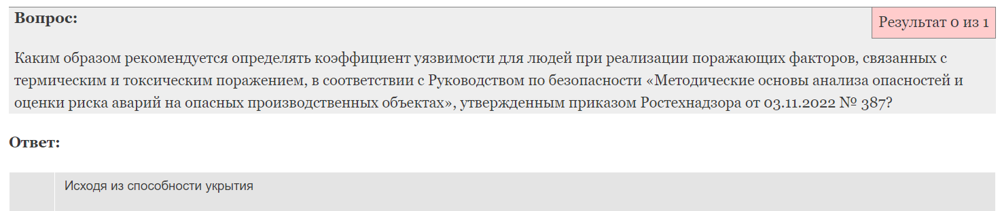 Вопрос:
Результат 0 из 1
Каким образом рекомендуется определять коэффициент уязвимости для людей при реализации поражающих факторов, связанных с
термическим и токсическим поражением, в соответствии с Руководством по безопасности «Методические основы анализа опасностей и
оценки риска аварий на опасных производственных объектах», утвержденным приказом Ростехнадзора от 03.11.2022 № 387?
Ответ:
Исходя из способности укрытия